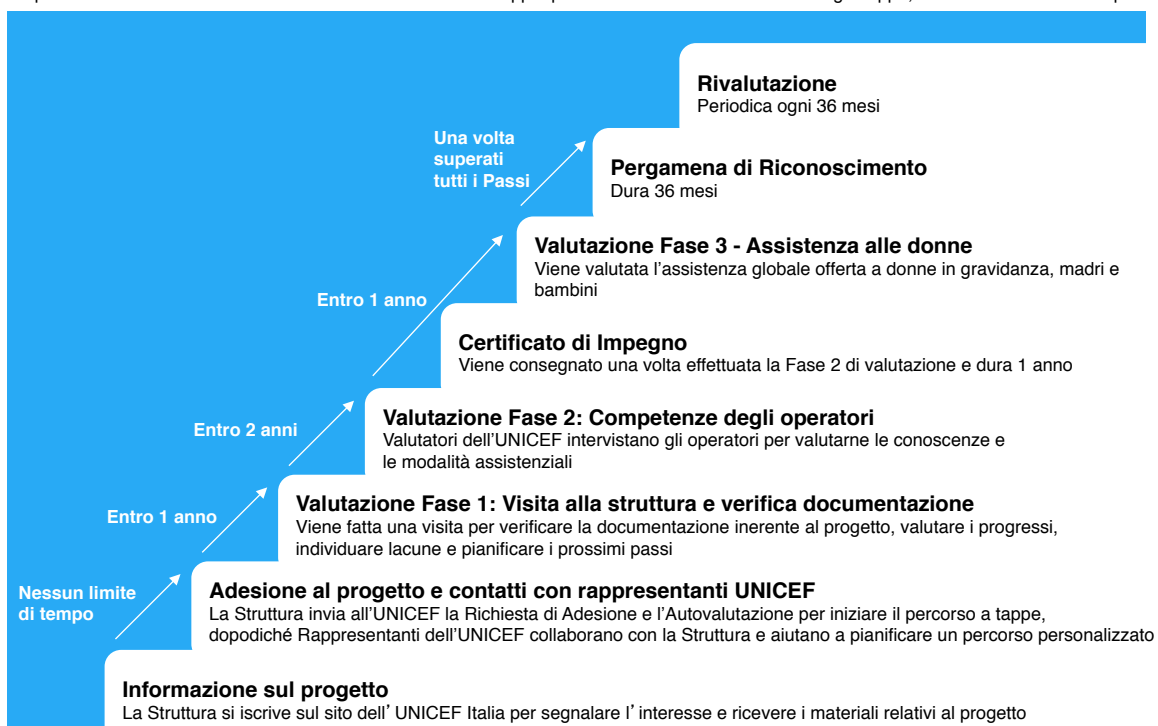 Rivalutazione
Periodica ogni 36 mesi
Una volta
superati
tutti i Passi
Pergamena di Riconoscimento
Dura 36 mesi
Valutazione Fase 3 - Assistenza alle donne
Viene valutata l'assistenza globale offerta a donne in gravidanza, madri e
bambini
Entro 1 anno
Certificato di Impegno
Viene consegnato una volta effettuata la Fase 2 di valutazione e dura 1 anno
Valutazione Fase 2: Competenze degli operatori
Valutatori dell'UNICEF intervistano gli operatori per valutarne le conoscenze e
le modalità assistenziali
Entro 2 anni
Valutazione Fase 1: Visita alla struttura e verifica documentazione
Viene fatta una visita per verificare la documentazione inerente al progetto, valutare i progressi,
individuare lacune e pianificare i prossimi passi
Entro 1 anno
Adesione al progetto e contatti con rappresentanti UNICEF
La Struttura invia all'UNICEF la Richiesta di Adesione e l'Autovalutazione per iniziare il percorso a tappe,
dopodiché Rappresentanti dell'UNICEF collaborano con la Struttura e aiutano a pianificare un percorso personalizzato
Nessun limite
di tempo
Informazione sul progetto
La Struttura si iscrive sul sito dell' UNICEF Italia per segnalare l' interesse e ricevere i materiali relativi al progetto